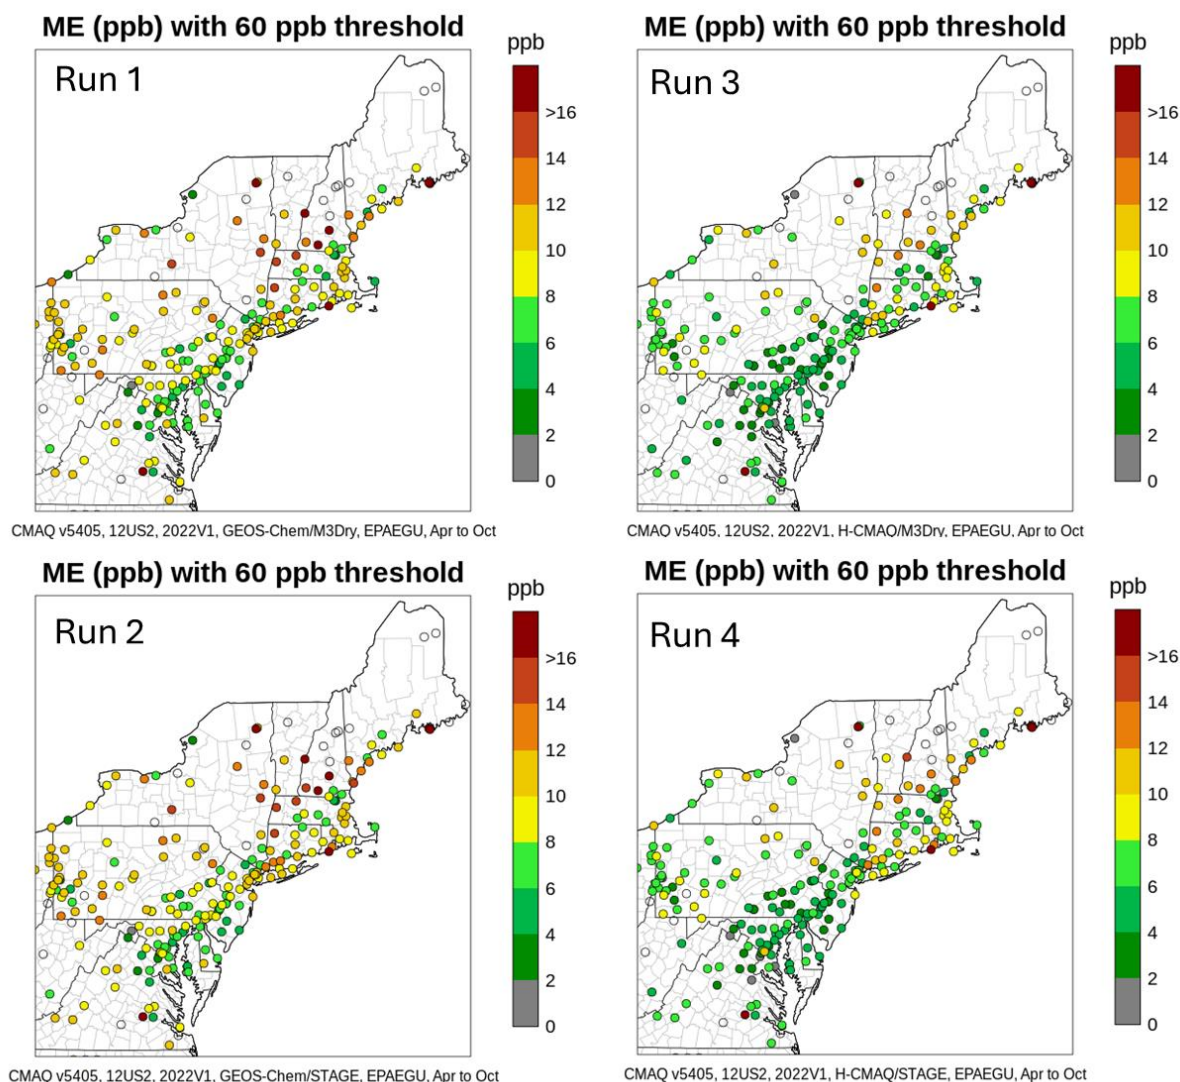 ME (ppb) with 60 ppb threshold
ppb
Run 1
>16
14
12
10
8
6
4
2
0
CMAQ v5405, 12US2, 2022V1, GEOS-Chem/M3Dry, EPAEGU, Apr to Oct
ME (ppb) with 60 ppb threshold
ppb
Run 3
>16
14
12
10
8
6
4
2
0
CMAQ v5405, 12US2, 2022V1, H-CMAQ/M3Dry, EPAEGU, Apr to Oct
ME (ppb) with 60 ppb threshold
ppb
Run 2
>16
14
12
10
8
6
4
2
0
CMAQ v5405, 12US2, 2022V1, GEOS-Chem/STAGE, EPAEGU, Apr to Oct
ME (ppb) with 60 ppb threshold
ppb
Run 4
>16
14
12
10
8
6
4
2
0
CMAQ v5405, 12US2, 2022V1, H-CMAQ/STAGE, EPAEGU, Apr to Oct